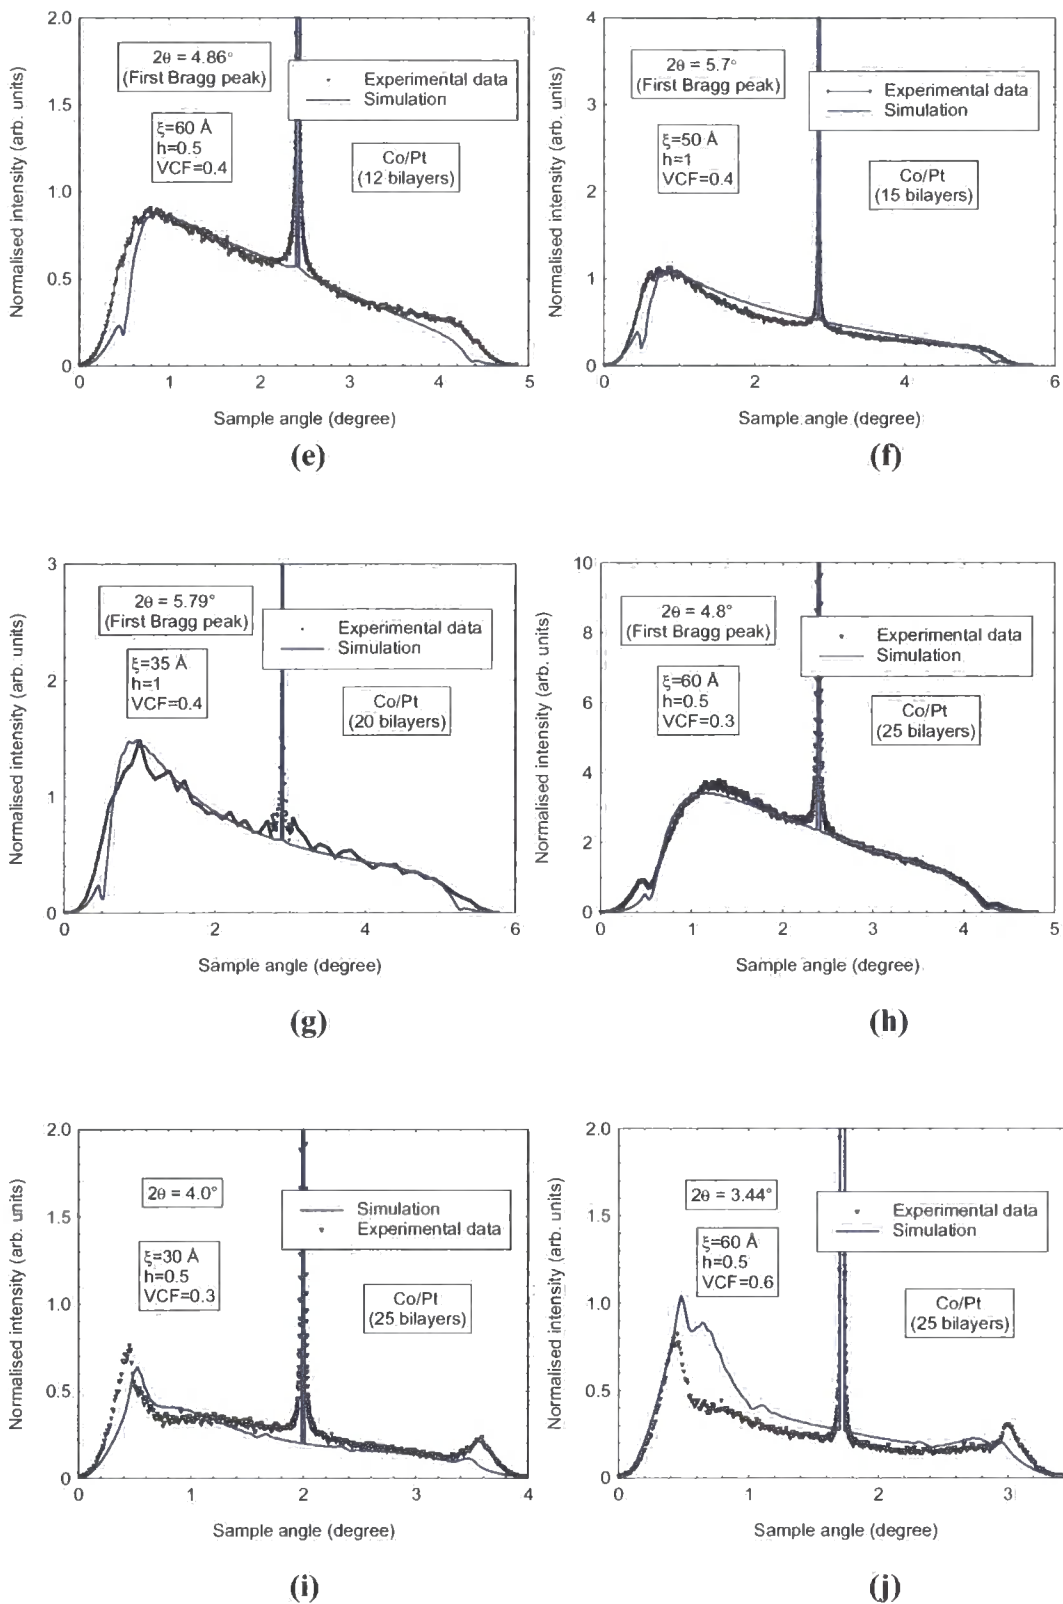 2.0
1.5
1.0
0.5
0
0 1 2 3 4 5
Normalised intensity (arb. units)
2θ = 4.86°
(First Bragg peak)
Experimental data
Simulation
ξ=60 Å
h=0.5
VCF=0.4
Co/Pt
(12 bilayers)
Sample angle (degree)
(e)
4
3
2
1
0
0 2 4 6
Normalised intensity (arb. units)
2θ = 5.7°
(First Bragg peak)
Experimental data
Simulation
ξ=50 Å
h=1
VCF=0.4
Co/Pt
(15 bilayers)
Sample angle (degree)
(f)
3
2
1
0
0 2 4 6
Normalised intensity (arb. units)
2θ = 5.79°
(First Bragg peak)
Experimental data
Simulation
ξ=35 Å
h=1
VCF=0.4
Co/Pt
(20 bilayers)
Sample angle (degree)
(g)
10
8
6
4
2
0
0 1 2 3 4 5
Normalised intensity (arb. units)
2θ = 4.8°
(First Bragg peak)
Experimental data
Simulation
ξ=60 Å
h=0.5
VCF=0.3
Co/Pt
(25 bilayers)
Sample angle (degree)
(h)
2.0
1.5
1.0
0.5
0
0 1 2 3 4
Normalised intensity (arb. units)
2θ = 4.0°
Simulation
Experimental data
ξ=30 Å
h=0.5
VCF=0.3
Co/Pt
(25 bilayers)
Sample angle (degree)
(i)
2.0
1.5
1.0
0.5
0
0 1 2 3
Normalised intensity (arb. units)
2θ = 3.44°
Experimental data
Simulation
ξ=60 Å
h=0.5
VCF=0.6
Co/Pt
(25 bilayers)
Sample angle (degree)
(j)